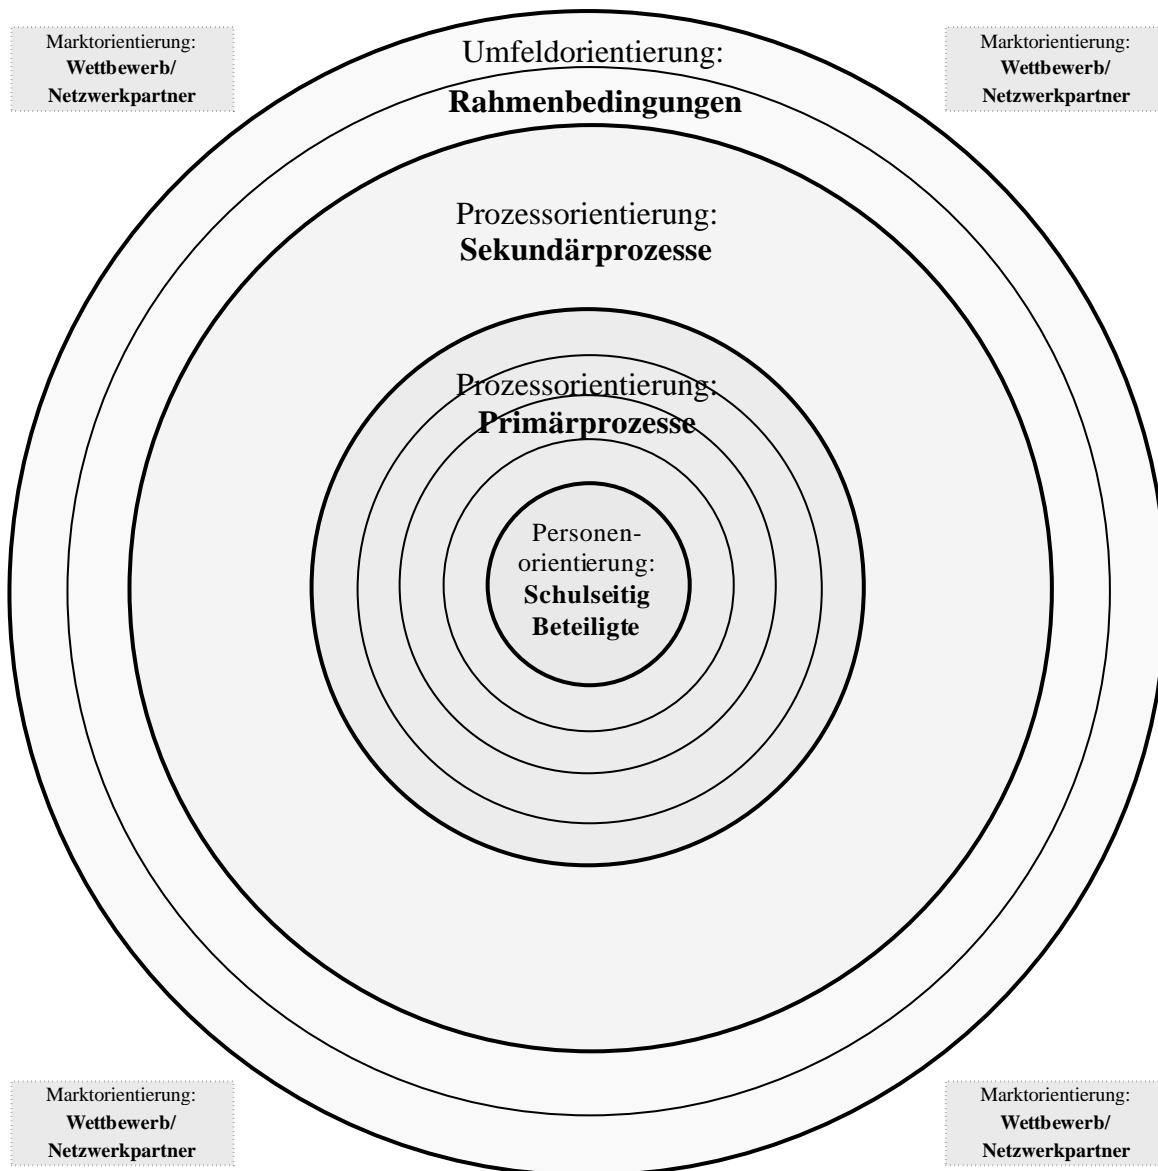 Marktorientierung:
Wettbewerb/
Netzwerkpartner
Umfeldorientierung:
Rahmenbedingungen
Marktorientierung:
Wettbewerb/
Netzwerkpartner
Prozessorientierung:
Sekundärprozesse
Prozessorientierung:
Primärprozesse
Personen-
orientierung:
Schulseitig
Beteiligte
Marktorientierung:
Wettbewerb/
Netzwerkpartner
Marktorientierung:
Wettbewerb/
Netzwerkpartner